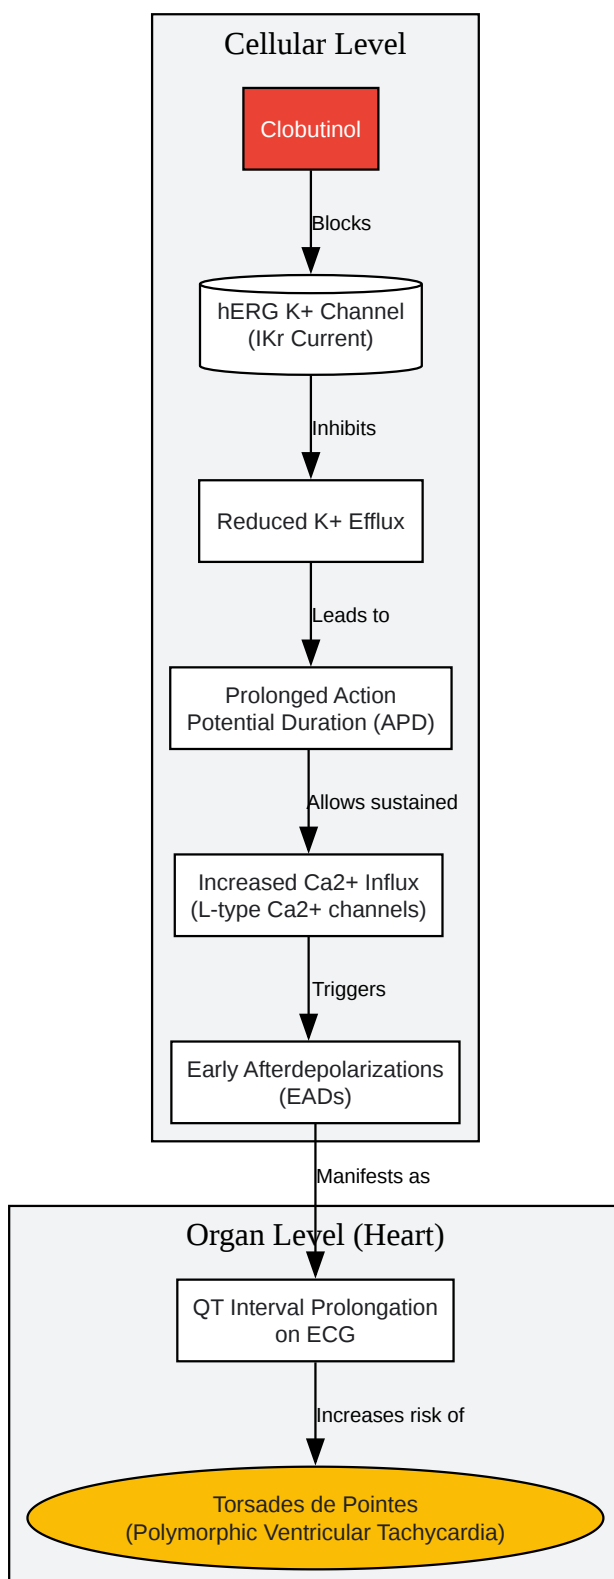 Cellular Level
Clobutinol
Blocks
hERG K+ Channel
(IKr Current)
Inhibits
Reduced K+ Efflux
Leads to
Prolonged Action
Potential Duration (APD)
Allows sustained
Increased Ca2+ Influx
(L-type Ca2+ channels)
Triggers
Early Afterdepolarizations
(EADs)
Manifests as
Organ Level (Heart)
QT Interval Prolongation
on ECG
Increases risk of
Torsades de Pointes
(Polymorphic Ventricular Tachycardia)